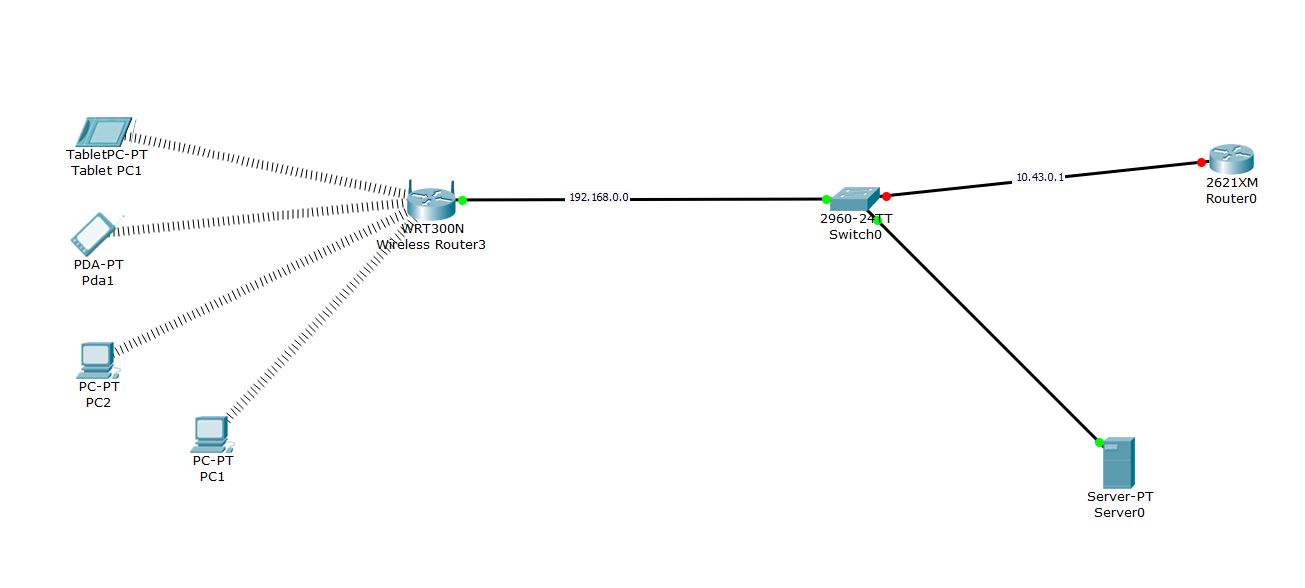 TabletPC-PT
Tablet PC1
PDA-PT
Pda1
PC-PT
PC2
PC-PT
PC1
WRT300N
Wireless Router3
192.168.0.0
2960-24TT
Switch0
10.43.0.1
2621XM
Router0
Server-PT
Server0